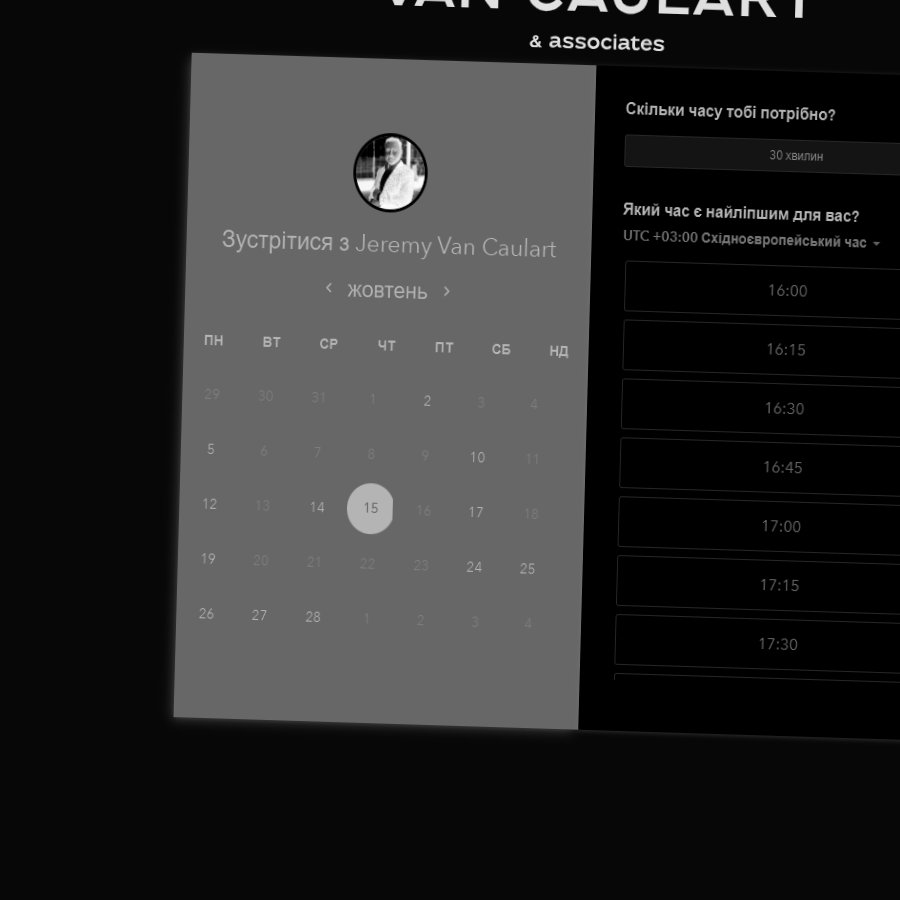 VAN CAULART
& associates
Зустрітися з Jeremy Van Caulart
‹ жовтень ›
ПН ВТ СР ЧТ ПТ СБ НД
29 30 31 1 2 3 4
5 6 7 8 9 10 11
12 13 14 15 16 17 18
19 20 21 22 23 24 25
26 27 28 1 2 3 4
Скільки часу тобі потрібно?
30 хвилин
Який час є найліпшим для вас?
UTC +03:00 Східноєвропейський час
16:00
16:15
16:30
16:45
17:00
17:15
17:30